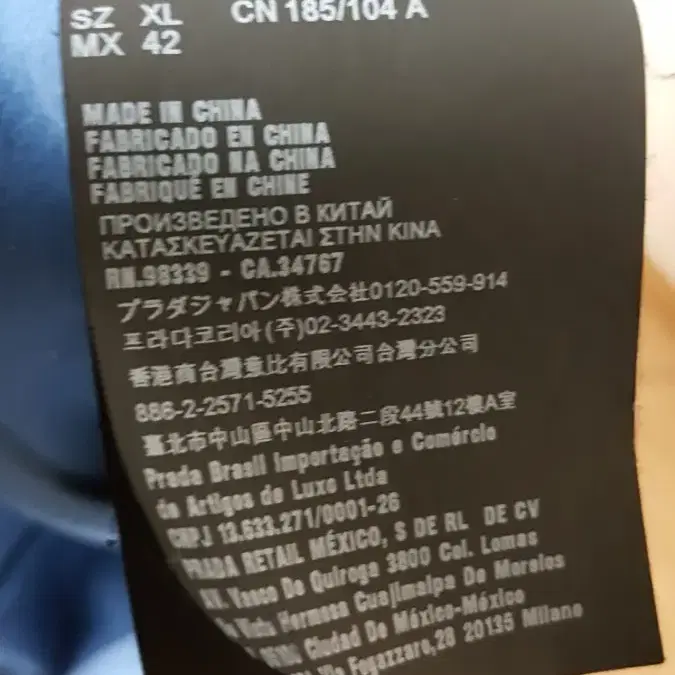 SZ XL CN 185/104 A
MX 42
MADE IN CHINA
FABRICADO EN CHINA
FABRICADO NA CHINA
FABRIQUÉ EN CHINE
ПРОИЗВЕДЕНО В КИТАЙ
ΚΑΤΑΣΚΕΥΑΖΕΤΑΙ ΣΤΗΝ ΚΙΝΑ
RN.98339 - CA.34767
プラダジャパン株式会社0120-559-914
프라다코리아(주)02-3443-2323
香港商台灣意比有限公司台灣分公司
886-2-2571-5255
臺北市中山區中山北路二段44號12樓A室
Prada Brasil Importação e Comércio
de Artigos de Luxo Ltda
CNPJ 13.633.271/0001-26
PRADA RETAIL MÉXICO, S DE RL DE CV
AV. Vasco De Quiroga 3800 Col. Lomas
Vista Hermosa Cuajimalpa De Morelos
Ciudad De México-México
Via Fogazzaro,28 20135 Milano